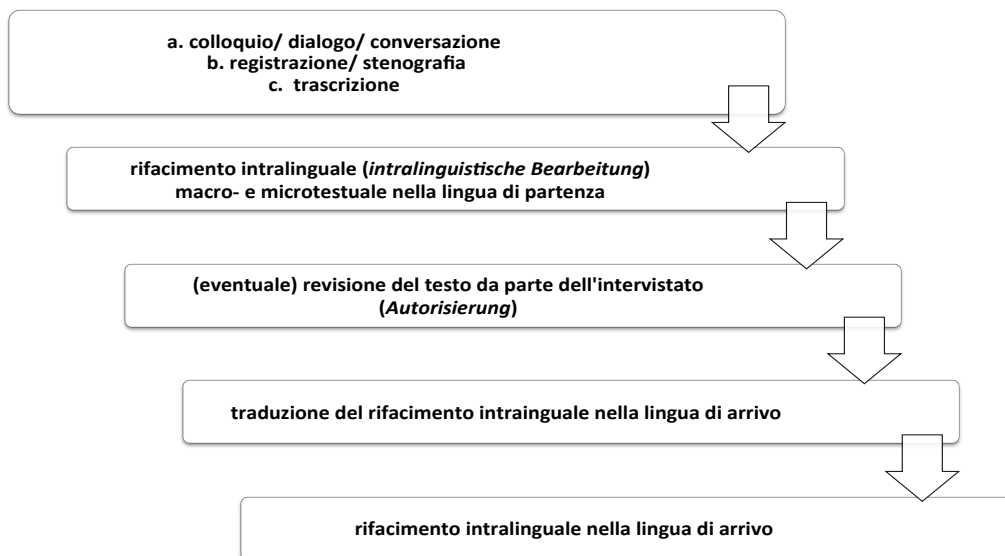 a. colloquio/ dialogo/ conversazione
b. registrazione/ stenografia
c. trascrizione
rifacimento intralinguale (intralinguistische Bearbeitung)
macro- e microtestuale nella lingua di partenza
(eventuale) revisione del testo da parte dell'intervistato
(Autorisierung)
traduzione del rifacimento intrainguale nella lingua di arrivo
rifacimento intralinguale nella lingua di arrivo